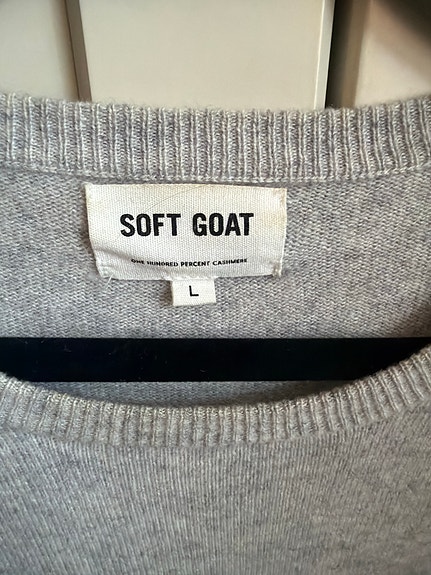 SOFT GOAT
ONE HUNDRED PERCENT CASHMERE
L